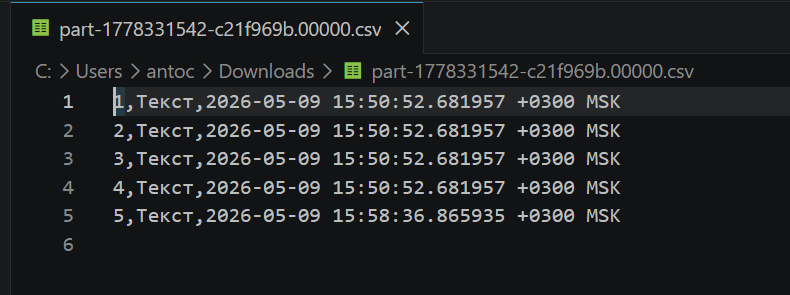 part-1778331542-c21f969b.00000.csv
C: > Users > antoc > Downloads > part-1778331542-c21f969b.00000.csv
1 1,Текст,2026-05-09 15:50:52.681957 +0300 MSK
2 2,Текст,2026-05-09 15:50:52.681957 +0300 MSK
3 3,Текст,2026-05-09 15:50:52.681957 +0300 MSK
4 4,Текст,2026-05-09 15:50:52.681957 +0300 MSK
5 5,Текст,2026-05-09 15:58:36.865935 +0300 MSK
6